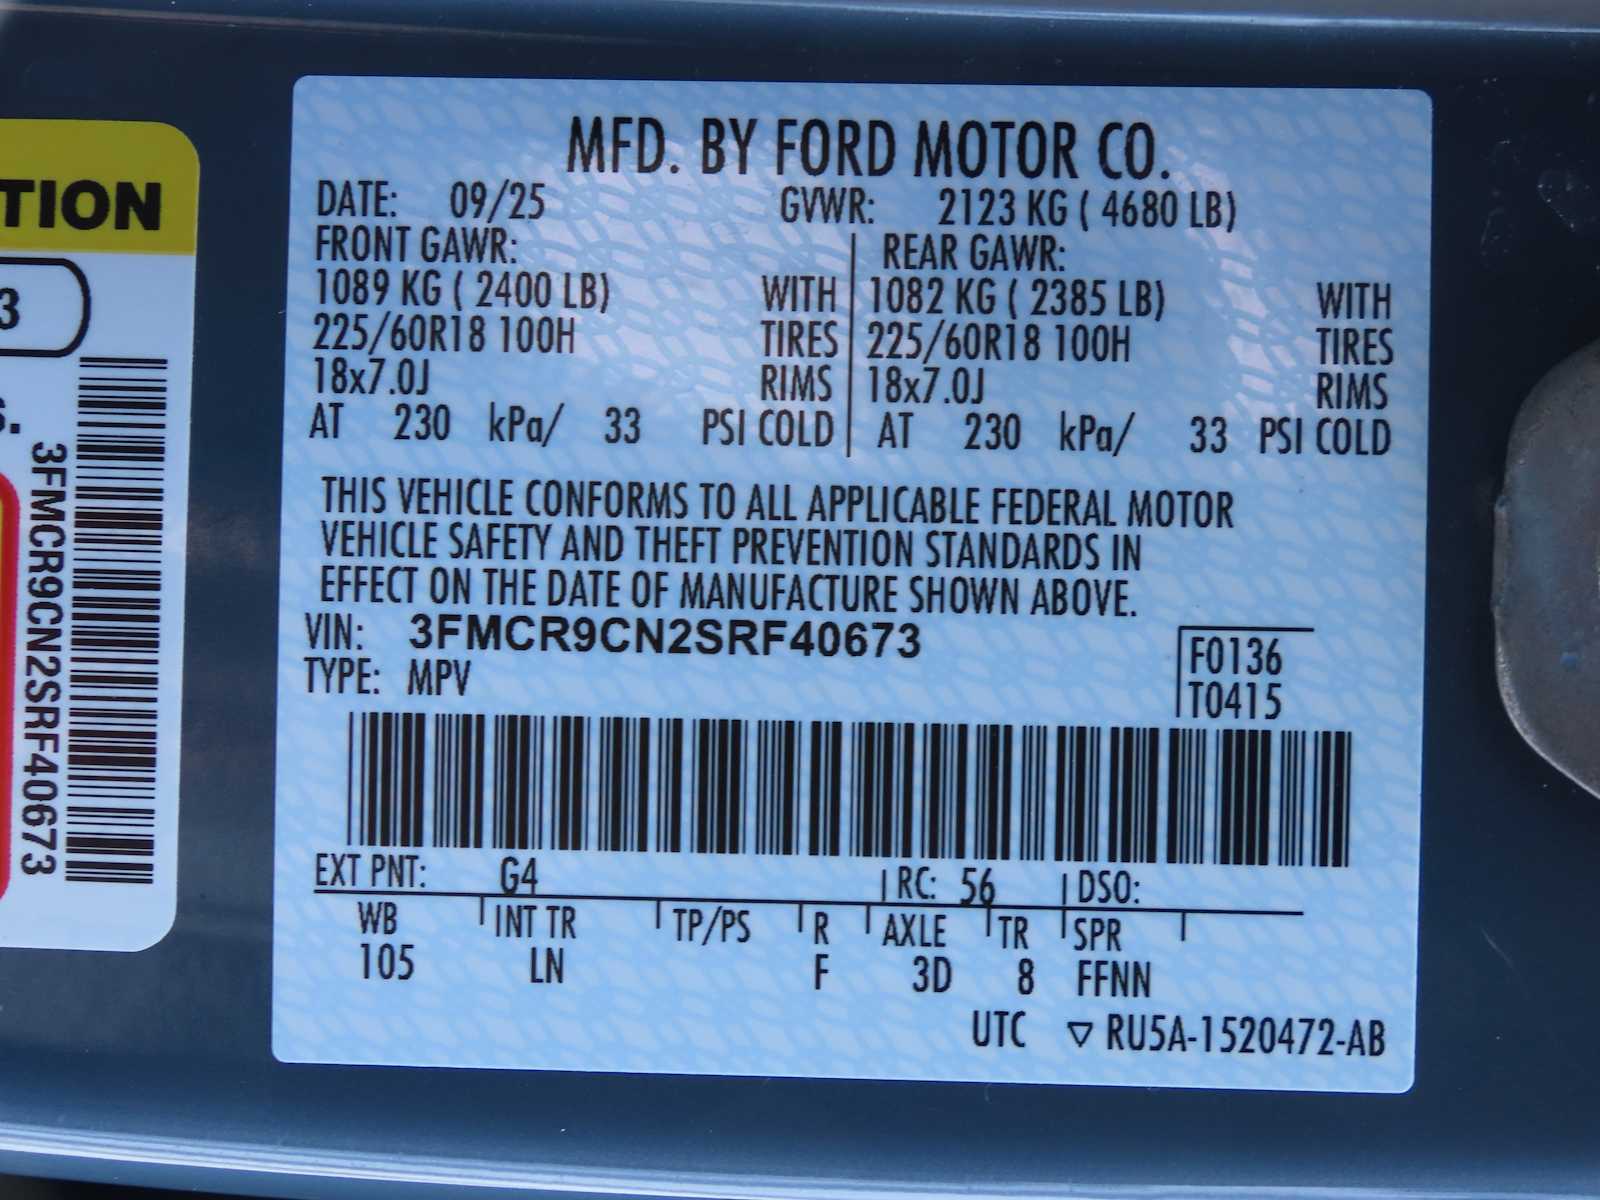 TION
3
S.
3FMCR9CN2SRF40673
MFD. BY FORD MOTOR CO.
DATE: 09/25 GVWR: 2123 KG ( 4680 LB)
FRONT GAWR: REAR GAWR:
1089 KG ( 2400 LB) WITH 1082 KG ( 2385 LB) WITH
225/60R18 100H TIRES 225/60R18 100H TIRES
18x7.0J RIMS 18x7.0J RIMS
AT 230 kPa/ 33 PSI COLD AT 230 kPa/ 33 PSI COLD
THIS VEHICLE CONFORMS TO ALL APPLICABLE FEDERAL MOTOR
VEHICLE SAFETY AND THEFT PREVENTION STANDARDS IN
EFFECT ON THE DATE OF MANUFACTURE SHOWN ABOVE.
VIN: 3FMCR9CN2SRF40673 F0136
TYPE: MPV T0415
EXT PNT: G4 RC: 56 DSO:
WB INT TR TP/PS R AXLE TR SPR
105 LN F 3D 8 FFNN
UTC ▽ RU5A-1520472-AB